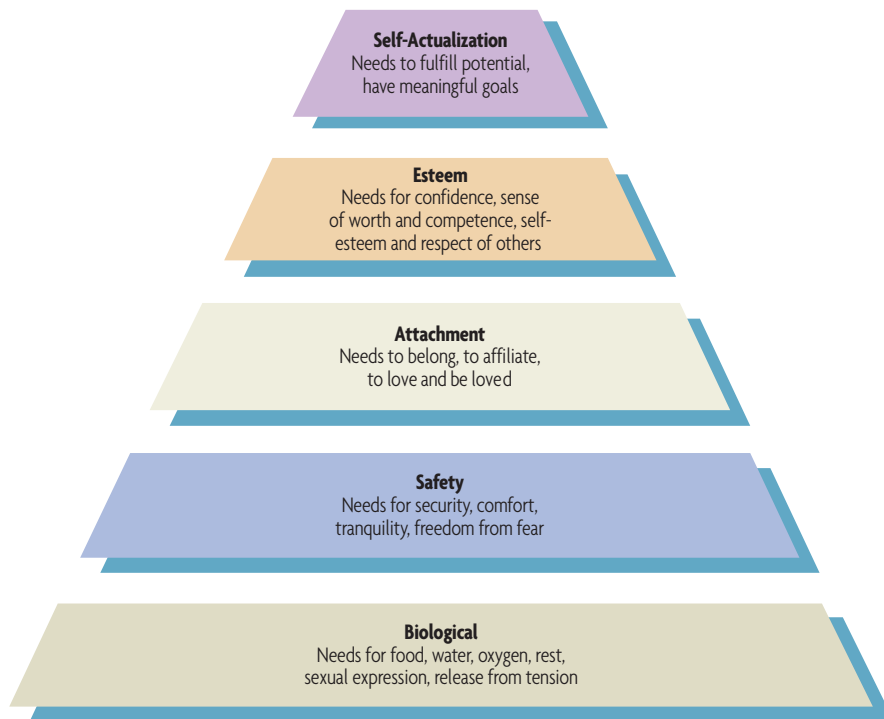 Self-Actualization
Needs to fulfill potential,
have meaningful goals
Esteem
Needs for confidence, sense
of worth and competence, self-
esteem and respect of others
Attachment
Needs to belong, to affiliate,
to love and be loved
Safety
Needs for security, comfort,
tranquility, freedom from fear
Biological
Needs for food, water, oxygen, rest,
sexual expression, release from tension